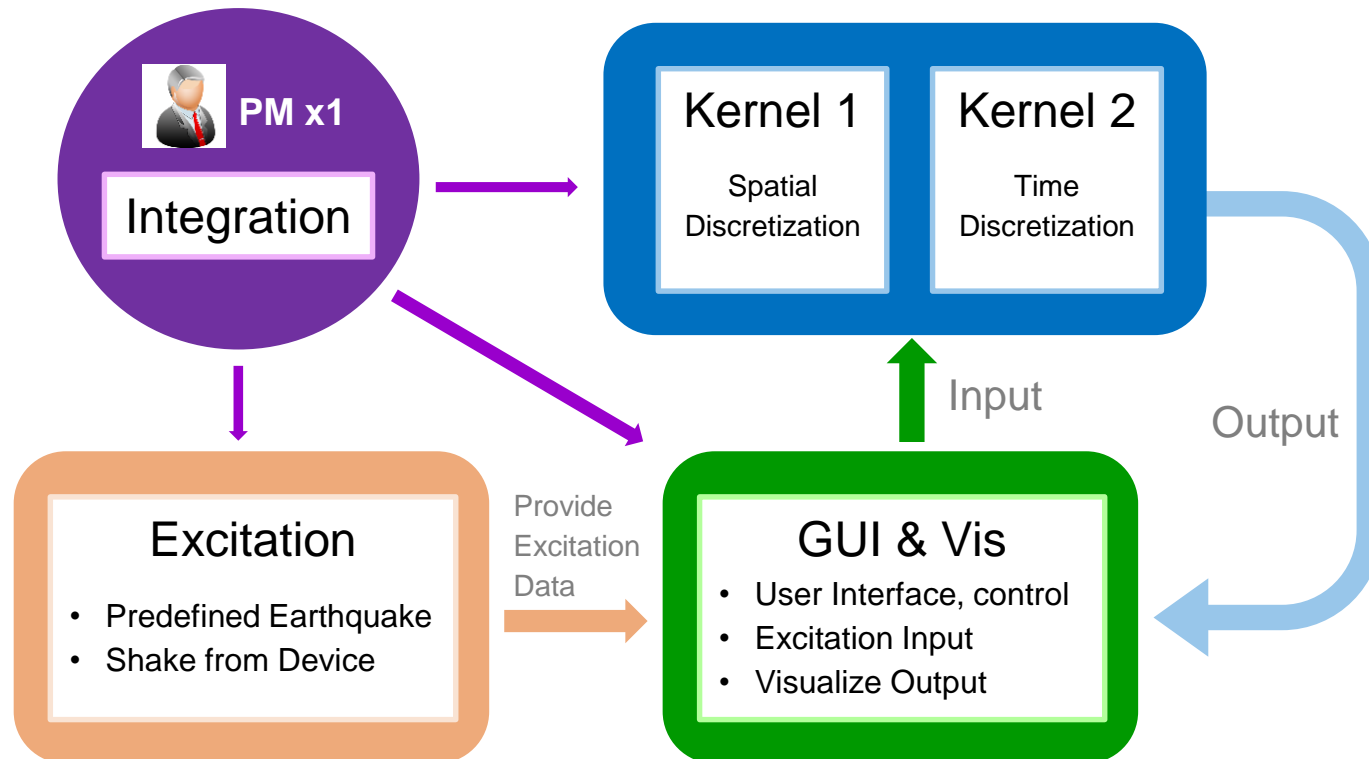 PM x1
Integration
Kernel 1
Spatial
Discretization
Kernel 2
Time
Discretization
Input
Output
Excitation
• Predefined Earthquake
• Shake from Device
Provide
Excitation
Data
GUI & Vis
• User Interface, control
• Excitation Input
• Visualize Output